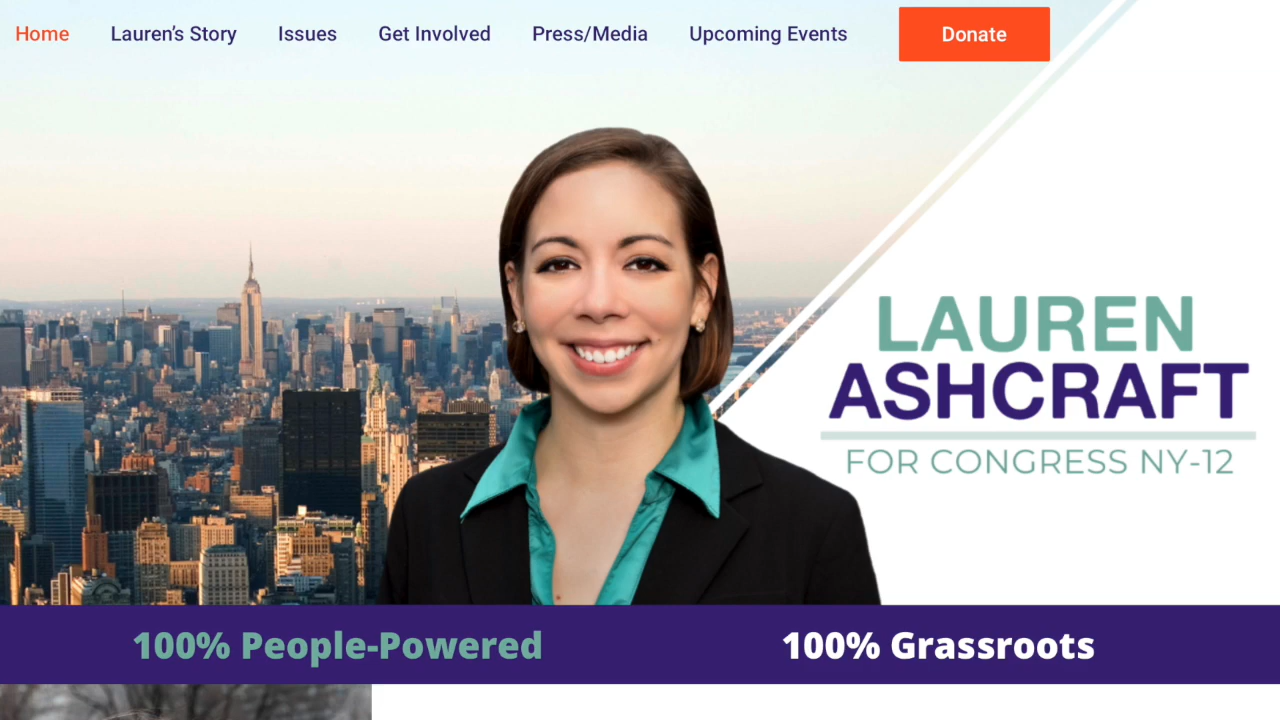 Home Lauren's Story Issues Get Involved Press/Media Upcoming Events Donate
LAUREN
ASHCRAFT
FOR CONGRESS NY-12
100% People-Powered 100% Grassroots